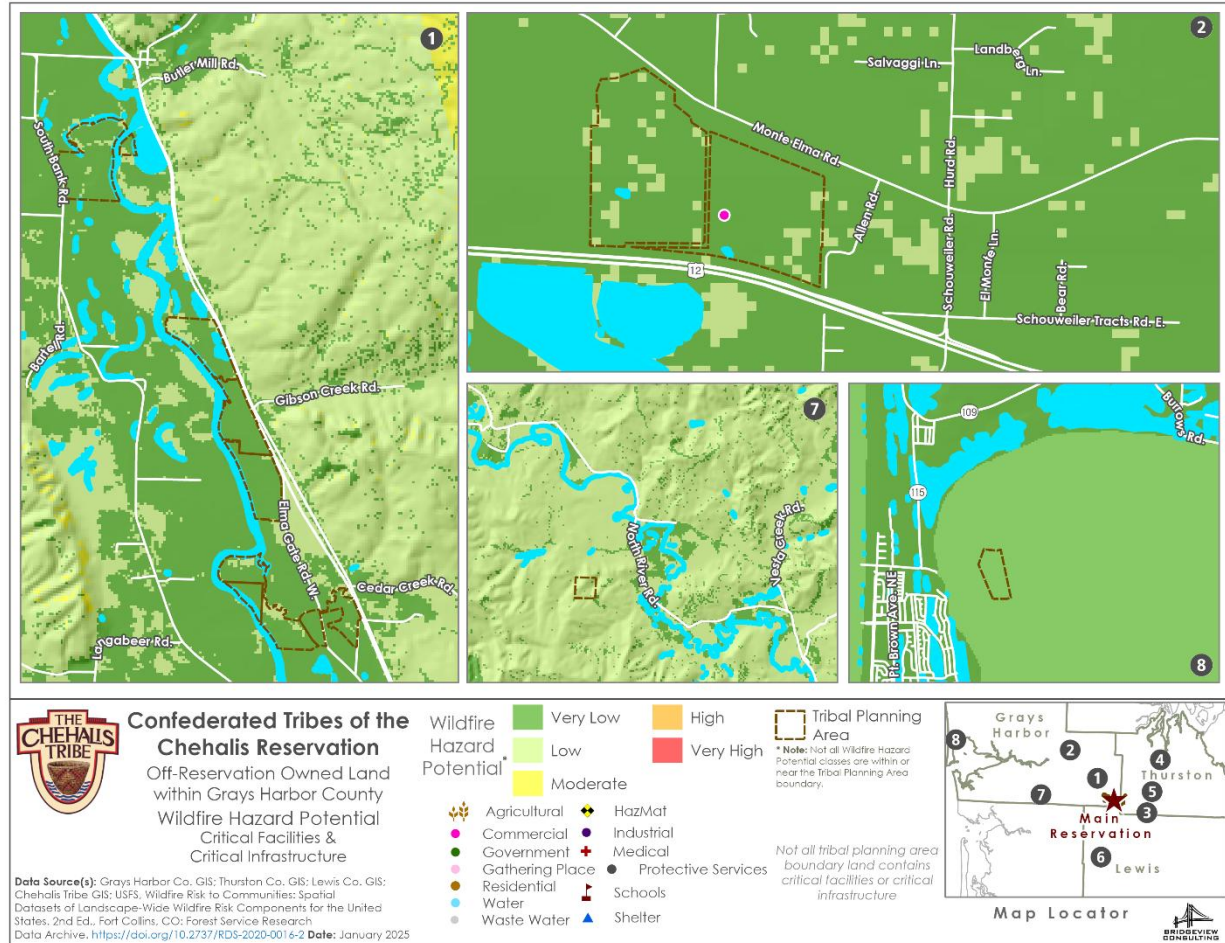 1
Butler Mill Rd.
South Bank Rd.
Bartell Rd.
Gibson Creek Rd.
Elma Gate Rd. W.
Cedar Creek Rd.
Langabeer Rd.
2
Landberg Ln.
Salvaggi Ln.
Monte Elma Rd.
Hurd Rd.
Allen Rd.
12
Schouweiler Rd.
El Monte Ln.
Bear Rd.
Schouweiler Tracts Rd. E.
7
North River Rd.
Vesta Creek Rd.
109
Burrows Rd.
115
Pt. Brown Ave. NE
8
THE
CHEHALIS
TRIBE
Confederated Tribes of the
Chehalis Reservation
Off-Reservation Owned Land
within Grays Harbor County
Wildfire Hazard Potential
Critical Facilities &
Critical Infrastructure
Data Source(s): Grays Harbor Co. GIS; Thurston Co. GIS; Lewis Co. GIS;
Chehalis Tribe GIS; USFS, Wildfire Risk to Communities: Spatial
Datasets of Landscape-Wide Wildfire Risk Components for the United
States. 2nd Ed., Fort Collins, CO: Forest Service Research
Data Archive. https://doi.org/10.2737/RDS-2020-0016-2 Date: January 2025
Wildfire
Hazard
Potential*
Very Low
Low
Moderate
High
Very High
Tribal Planning
Area
* Note: Not all Wildfire Hazard
Potential classes are within or
near the Tribal Planning Area
boundary.
Agricultural
Commercial
Government
Gathering Place
Residential
Water
Waste Water
HazMat
Industrial
Medical
Protective Services
Schools
Shelter
Not all tribal planning area
boundary land contains
critical facilities or critical
infrastructure
Grays
Harbor
8
2
4
Thurston
1
5
7
3
Main
Reservation
6
Lewis
Map Locator
BRIDGEVIEW
CONSULTING